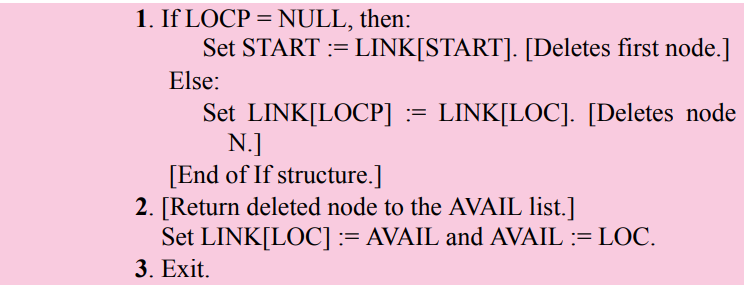 1. If LOCP = NULL, then:
Set START := LINK[START]. [Deletes first node.]
Else:
Set LINK[LOCP] := LINK[LOC]. [Deletes node
N.]
[End of If structure.]
2. [Return deleted node to the AVAIL list.]
Set LINK[LOC] := AVAIL and AVAIL := LOC.
3. Exit.